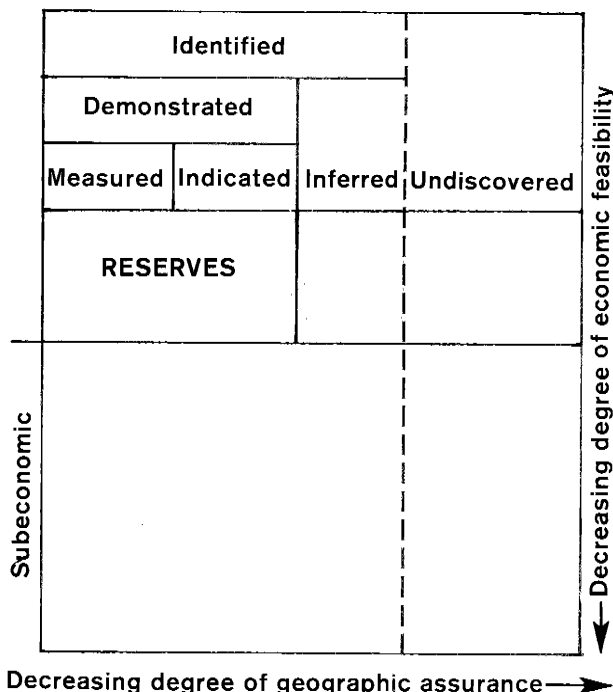 Identified
Demonstrated
Measured
Indicated
Inferred
Undiscovered
RESERVES
Subeconomic
Decreasing degree of economic feasibility
Decreasing degree of geographic assurance